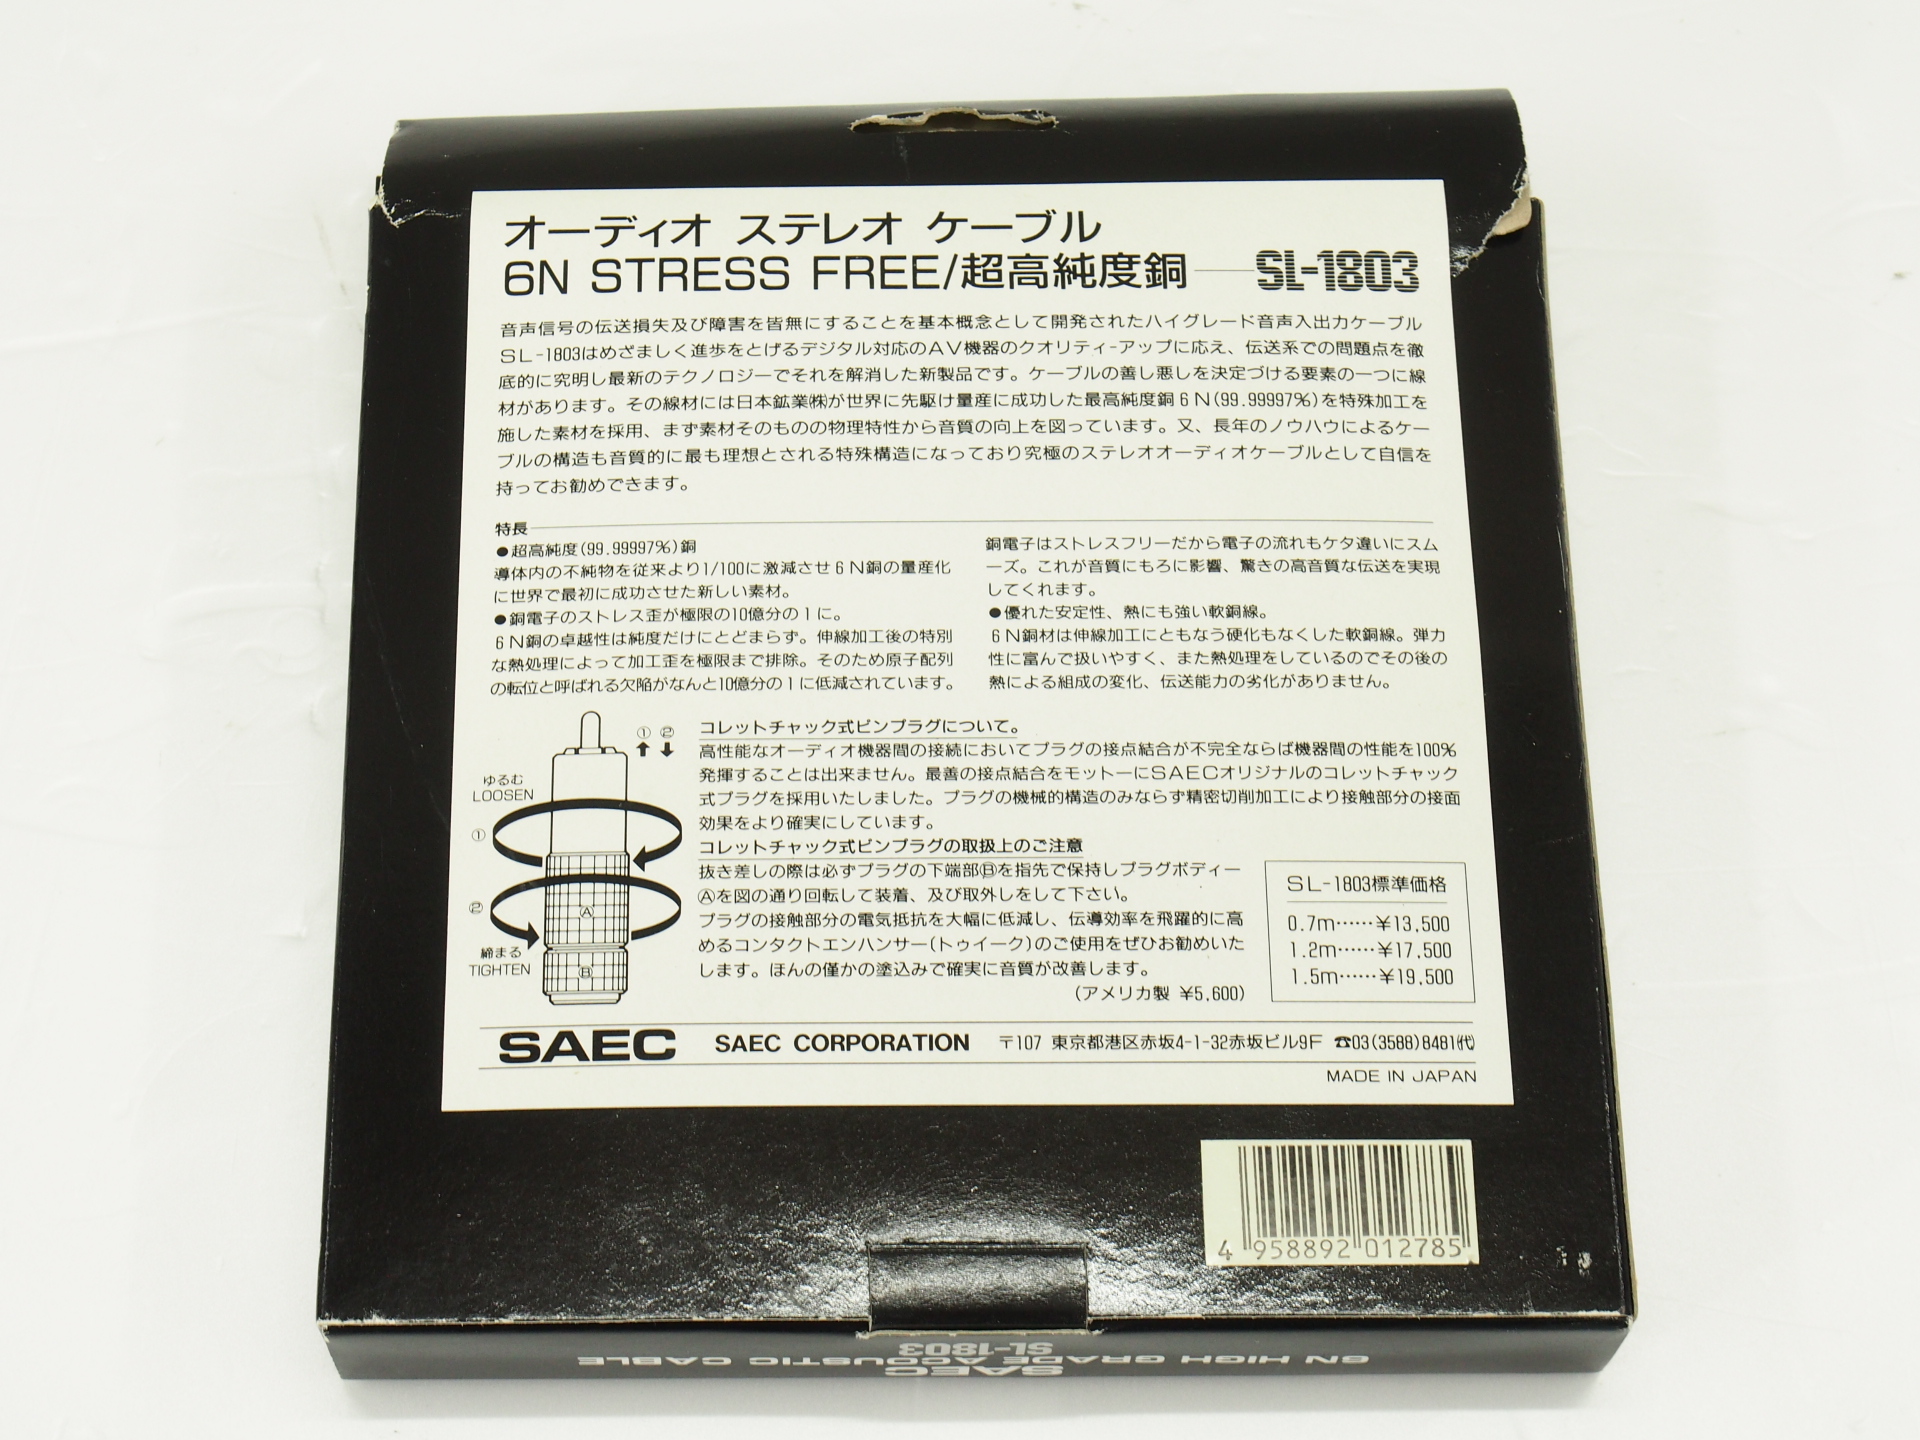 オーディオ ステレオ ケーブル
6N STRESS FREE/超高純度銅──SL-1803
音声信号の伝送損失及び障害を皆無にすることを基本概念として開発されたハイグレード音声入出力ケーブル
SL-1803はめざましく進歩をとげるデジタル対応のAV機器のクオリティ-アップに応え、伝送系での問題点を徹
底的に究明し最新のテクノロジーでそれを解消した新製品です。ケーブルの善し悪しを決定づける要素の一つに線
材があります。その線材には日本鉱業㈱が世界に先駆け量産に成功した最高純度銅6N(99.99997%)を特殊加工を
施した素材を採用、まず素材そのものの物理特性から音質の向上を図っています。又、長年のノウハウによるケー
ブルの構造も音質的に最も理想とされる特殊構造になっており究極のステレオオーディオケーブルとして自信を
持ってお勧めできます。
特長
●超高純度(99.99997%)銅
導体内の不純物を従来より1/100に激減させ6N銅の量産化
に世界で最初に成功させた新しい素材。
●銅電子のストレス歪が極限の10億分の1に。
6N銅の卓越性は純度だけにとどまらず。伸線加工後の特別
な熱処理によって加工歪を極限まで排除。そのため原子配列
の転位と呼ばれる欠陥がなんと10億分の1に低減されています。
銅電子はストレスフリーだから電子の流れもケタ違いにスム
ーズ。これが音質にもろに影響、驚きの高音質な伝送を実現
してくれます。
●優れた安定性、熱にも強い軟銅線。
6N銅材は伸線加工にともなう硬化もなくした軟銅線。弾力
性に富んで扱いやすく、また熱処理をしているのでその後の
熱による組成の変化、伝送能力の劣化がありません。
① ②
ゆるむ
LOOSEN
①
②
締まる
TIGHTEN
Ⓐ
Ⓑ
コレットチャック式ピンプラグについて。
高性能なオーディオ機器間の接続においてプラグの接点結合が不完全ならば機器間の性能を100%
発揮することは出来ません。最善の接点結合をモットーにSAECオリジナルのコレットチャック
式プラグを採用いたしました。プラグの機械的構造のみならず精密切削加工により接触部分の接面
効果をより確実にしています。
コレットチャック式ピンプラグの取扱上のご注意
抜き差しの際は必ずプラグの下端部Ⓑを指先で保持しプラグボディー
Ⓐを図の通り回転して装着、及び取外しをして下さい。
プラグの接触部分の電気抵抗を大幅に低減し、伝導効率を飛躍的に高
めるコンタクトエンハンサー(トゥイーク)のご使用をぜひお勧めいた
します。ほんの僅かの塗込みで確実に音質が改善します。
(アメリカ製 ¥5,600)
SL-1803標準価格
0.7m……¥13,500
1.2m……¥17,500
1.5m……¥19,500
SAEC SAEC CORPORATION 〒107 東京都港区赤坂4-1-32赤坂ビル9F ☎03(3588)8481㈹
MADE IN JAPAN
4 958892 012785
SL-1803
SAEC
6N HIGH GRADE ACOUSTIC CABLE